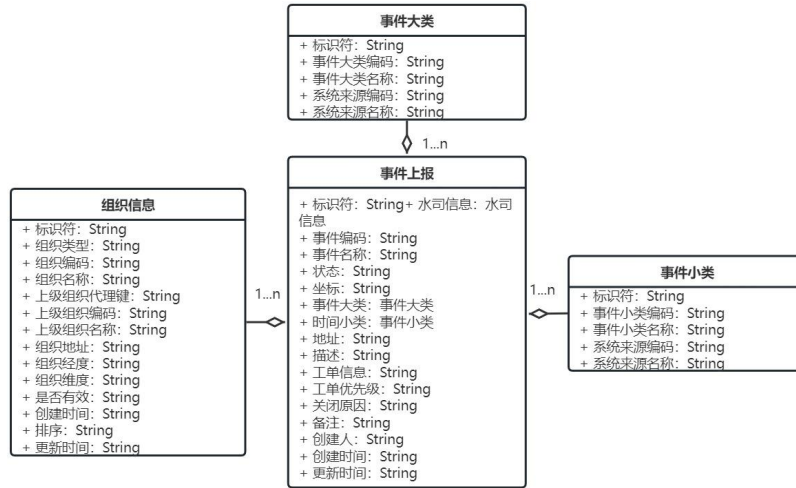 事件大类
+ 标识符：String
+ 事件大类编码：String
+ 事件大类名称：String
+ 系统来源编码：String
+ 系统来源名称：String
1...n
事件上报
+ 标识符：String+ 水司信息：水司
信息
+ 事件编码：String
+ 事件名称：String
+ 状态：String
+ 坐标：String
+ 事件大类：事件大类
+ 时间小类：事件小类
+ 地址：String
+ 描述：String
+ 工单信息：String
+ 工单优先级：String
+ 关闭原因：String
+ 备注：String
+ 创建人：String
+ 创建时间：String
+ 更新时间：String
组织信息
+ 标识符：String
+ 组织类型：String
+ 组织编码：String
+ 组织名称：String
+ 上级组织代理键：String
+ 上级组织编码：String
+ 上级组织名称：String
+ 组织地址：String
+ 组织经度：String
+ 组织维度：String
+ 是否有效：String
+ 创建时间：String
+ 排序：String
+ 更新时间：String
1...n
1...n
事件小类
+ 标识符：String
+ 事件小类编码：String
+ 事件小类名称：String
+ 系统来源编码：String
+ 系统来源名称：String